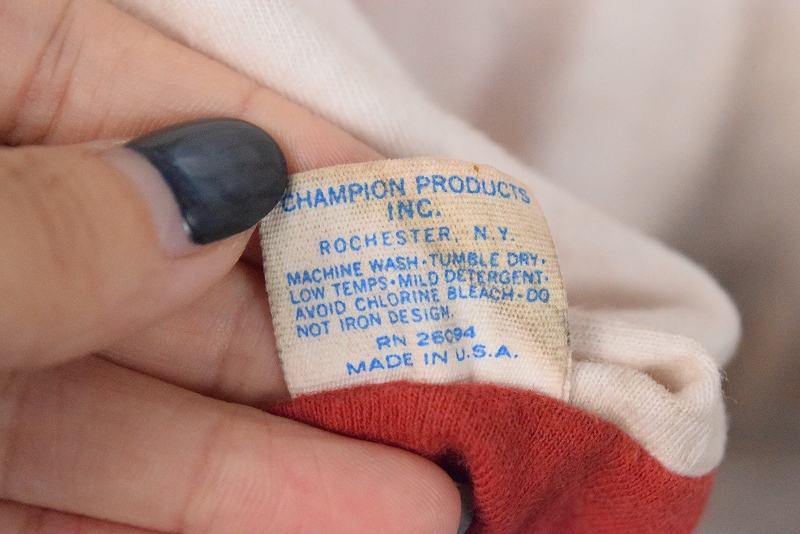 CHAMPION PRODUCTS
INC.
ROCHESTER, N.Y.
MACHINE WASH·TUMBLE DRY·
LOW TEMPS·MILD DETERGENT·
AVOID CHLORINE BLEACH·DO
NOT IRON DESIGN.
RN 26094
MADE IN U.S.A.